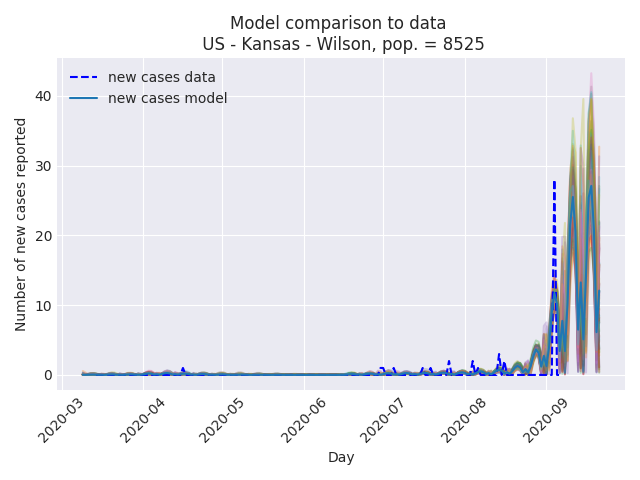 Model comparison to data
US - Kansas - Wilson, pop. = 8525
new cases data
new cases model
Number of new cases reported
40
30
20
10
0
2020-03
2020-04
2020-05
2020-06
2020-07
2020-08
2020-09
Day